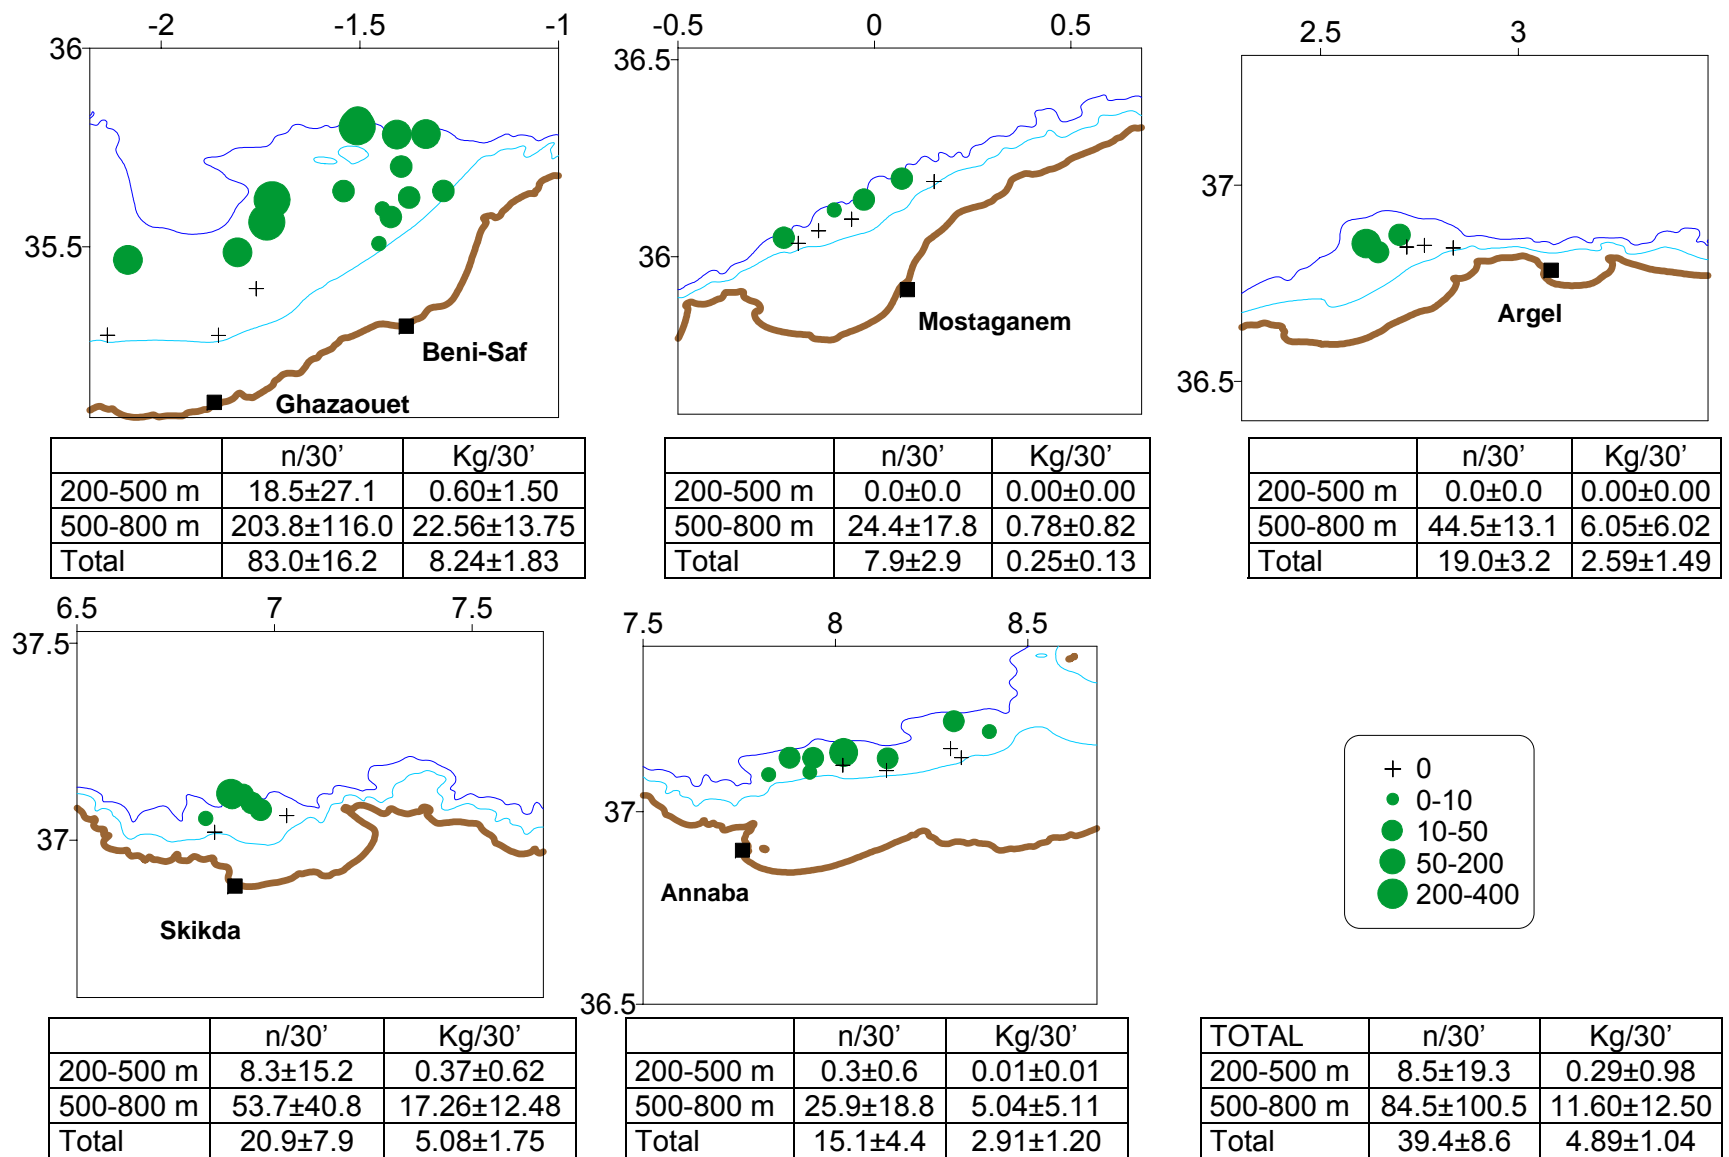 -2 -1.5 -1
36
35.5
Beni-Saf
Ghazaouet
n/30’ Kg/30’
200-500 m 18.5±27.1 0.60±1.50
500-800 m 203.8±116.0 22.56±13.75
Total 83.0±16.2 8.24±1.83
-0.5 0 0.5
36.5
36
Mostaganem
n/30’ Kg/30’
200-500 m 0.0±0.0 0.00±0.00
500-800 m 24.4±17.8 0.78±0.82
Total 7.9±2.9 0.25±0.13
2.5 3
37
Argel
36.5
n/30’ Kg/30’
200-500 m 0.0±0.0 0.00±0.00
500-800 m 44.5±13.1 6.05±6.02
Total 19.0±3.2 2.59±1.49
6.5 7 7.5
37.5
37
Skikda
n/30’ Kg/30’
200-500 m 8.3±15.2 0.37±0.62
500-800 m 53.7±40.8 17.26±12.48
Total 20.9±7.9 5.08±1.75
7.5 8 8.5
37
Annaba
36.5
n/30’ Kg/30’
200-500 m 0.3±0.6 0.01±0.01
500-800 m 25.9±18.8 5.04±5.11
Total 15.1±4.4 2.91±1.20
0
0-10
10-50
50-200
200-400
TOTAL n/30’ Kg/30’
200-500 m 8.5±19.3 0.29±0.98
500-800 m 84.5±100.5 11.60±12.50
Total 39.4±8.6 4.89±1.04